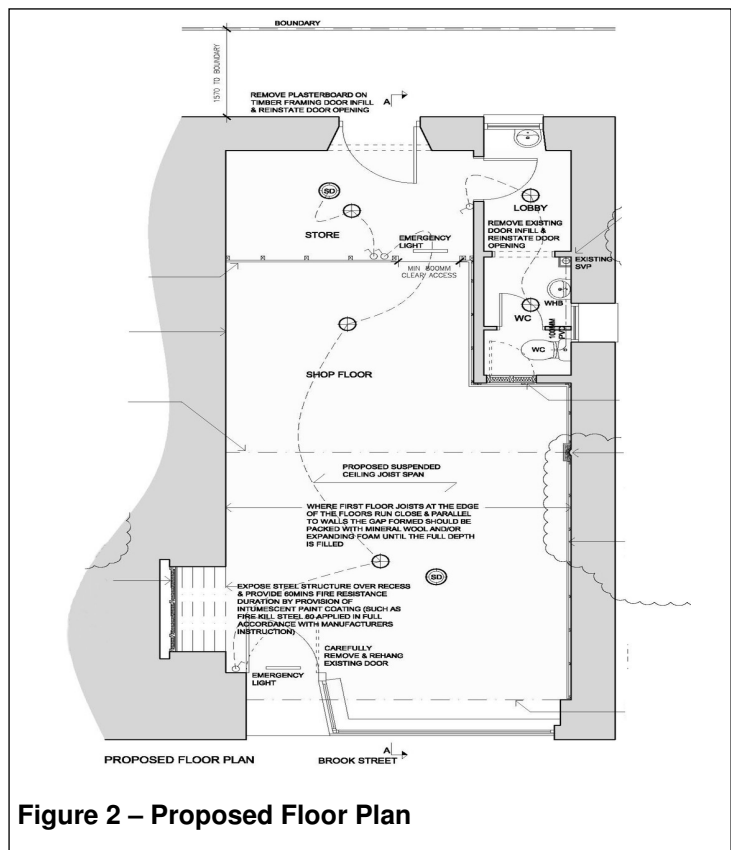 BOUNDARY
1570 TO BOUNDARY
REMOVE PLASTERBOARD ON
TIMBER FRAMING DOOR INFILL
& REINSTATE DOOR OPENING
A
SD
STORE
EMERGENCY
LIGHT
MIN 800MM
CLEAR ACCESS
LOBBY
REMOVE EXISTING
DOOR INFILL &
REINSTATE DOOR
OPENING
EXISTING
SVP
WHB
WC
100MM
PVC
WC
SHOP FLOOR
PROPOSED SUSPENDED
CEILING JOIST SPAN
WHERE FIRST FLOOR JOISTS AT THE EDGE
OF THE FLOORS RUN CLOSE & PARALLEL
TO WALLS THE GAP FORMED SHOULD BE
PACKED WITH MINERAL WOOL AND/OR
EXPANDING FOAM UNTIL THE FULL DEPTH
IS FILLED
SD
EXPOSE STEEL STRUCTURE OVER RECESS
& PROVIDE 60MINS FIRE RESISTANCE
DURATION BY PROVISION OF
INTUMESCENT PAINT COATING (SUCH AS
FIRE KILL STEEL 60 APPLIED IN FULL
ACCORDANCE WITH MANUFACTURERS
INSTRUCTION)
CAREFULLY
REMOVE & REHANG
EXISTING DOOR
EMERGENCY
LIGHT
A
PROPOSED FLOOR PLAN
BROOK STREET
Figure 2 – Proposed Floor Plan